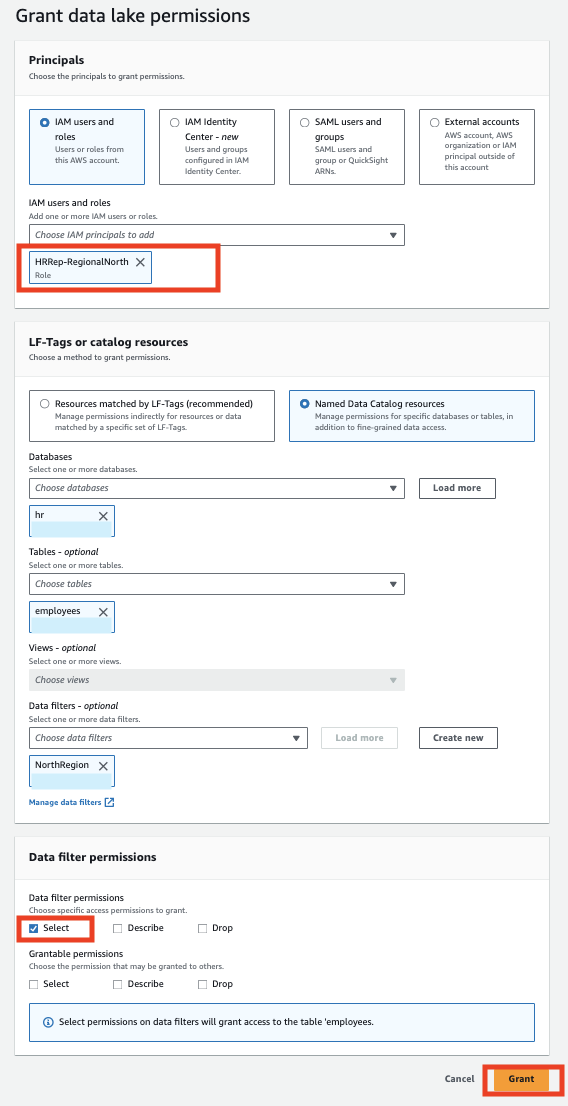 Grant data lake permissions
Principals
Choose the principals to grant permissions.
IAM users and
roles
Users or roles from
this AWS account.
IAM Identity
Center - new
Users and groups
configured in IAM
Identity Center.
SAML users and
groups
SAML users and
group or QuickSight
ARNs.
External accounts
AWS account, AWS
organization or IAM
principal outside of
this account
IAM users and roles
Add one or more IAM users or roles.
Choose IAM principals to add
HRRep-RegionalNorth
Role
LF-Tags or catalog resources
Choose a method to grant permissions.
Resources matched by LF-Tags (recommended)
Manage permissions indirectly for resources or data
matched by a specific set of LF-Tags.
Named Data Catalog resources
Manage permissions for specific databases or tables, in
addition to fine-grained data access.
Databases
Select one or more databases.
Choose databases
Load more
hr
Tables - optional
Select one or more tables.
Choose tables
employees
Views - optional
Select one or more views.
Choose views
Data filters - optional
Select one or more data filters.
Choose data filters
Load more
Create new
NorthRegion
Manage data filters
Data filter permissions
Data filter permissions
Choose specific access permissions to grant.
Select
Describe
Drop
Grantable permissions
Choose the permission that may be granted to others.
Select
Describe
Drop
Select permissions on data filters will grant access to the table 'employees.
Cancel
Grant